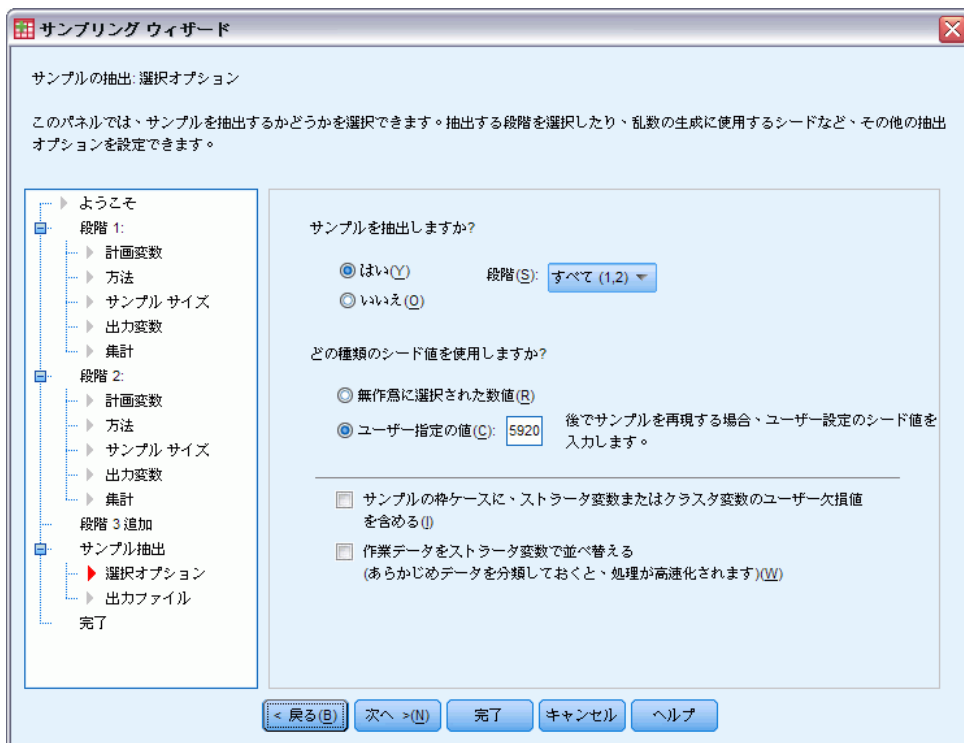 サンプリング ウィザード
サンプルの抽出: 選択オプション
このパネルでは、サンプルを抽出するかどうかを選択できます。抽出する段階を選択したり、乱数の生成に使用するシードなど、その他の抽出
オプションを設定できます。
ようこそ
段階 1:
計画変数
方法
サンプル サイズ
出力変数
集計
段階 2:
計画変数
方法
サンプル サイズ
出力変数
集計
段階 3 追加
サンプル抽出
選択オプション
出力ファイル
完了
サンプルを抽出しますか?
はい(Y) 段階(S): すべて (1,2)
いいえ(O)
どの種類のシード値を使用しますか?
無作爲に選択された数値(R)
ユーザー指定の値(C): 5920 後でサンプルを再現する場合、ユーザー設定のシード値を
入力します。
サンプルの枠ケースに、ストラータ変数またはクラスタ変数のユーザー欠損値
を含める(I)
作業データをストラータ変数で並べ替える
(あらかじめデータを分類しておくと、処理が高速化されます)(W)
< 戻る(B) 次へ >(N) 完了 キャンセル ヘルプ